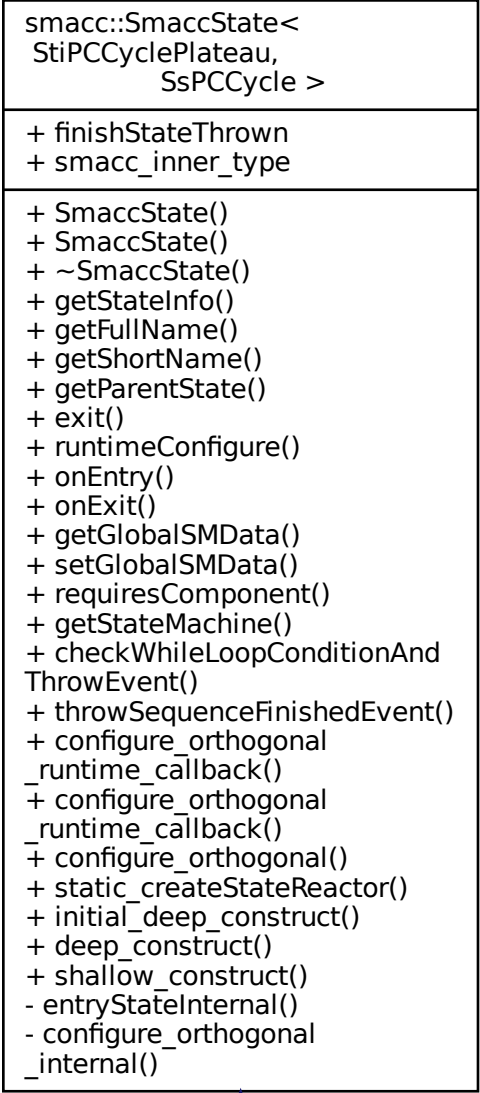 smacc::SmaccState<
StiPCCyclePlateau,
SsPCCycle >
+ finishStateThrown
+ smacc_inner_type
+ SmaccState()
+ SmaccState()
+ ~SmaccState()
+ getStateInfo()
+ getFullName()
+ getShortName()
+ getParentState()
+ exit()
+ runtimeConfigure()
+ onEntry()
+ onExit()
+ getGlobalSMData()
+ setGlobalSMData()
+ requiresComponent()
+ getStateMachine()
+ checkWhileLoopConditionAnd
ThrowEvent()
+ throwSequenceFinishedEvent()
+ configure_orthogonal
_runtime_callback()
+ configure_orthogonal
_runtime_callback()
+ configure_orthogonal()
+ static_createStateReactor()
+ initial_deep_construct()
+ deep_construct()
+ shallow_construct()
- entryStateInternal()
- configure_orthogonal
_internal()